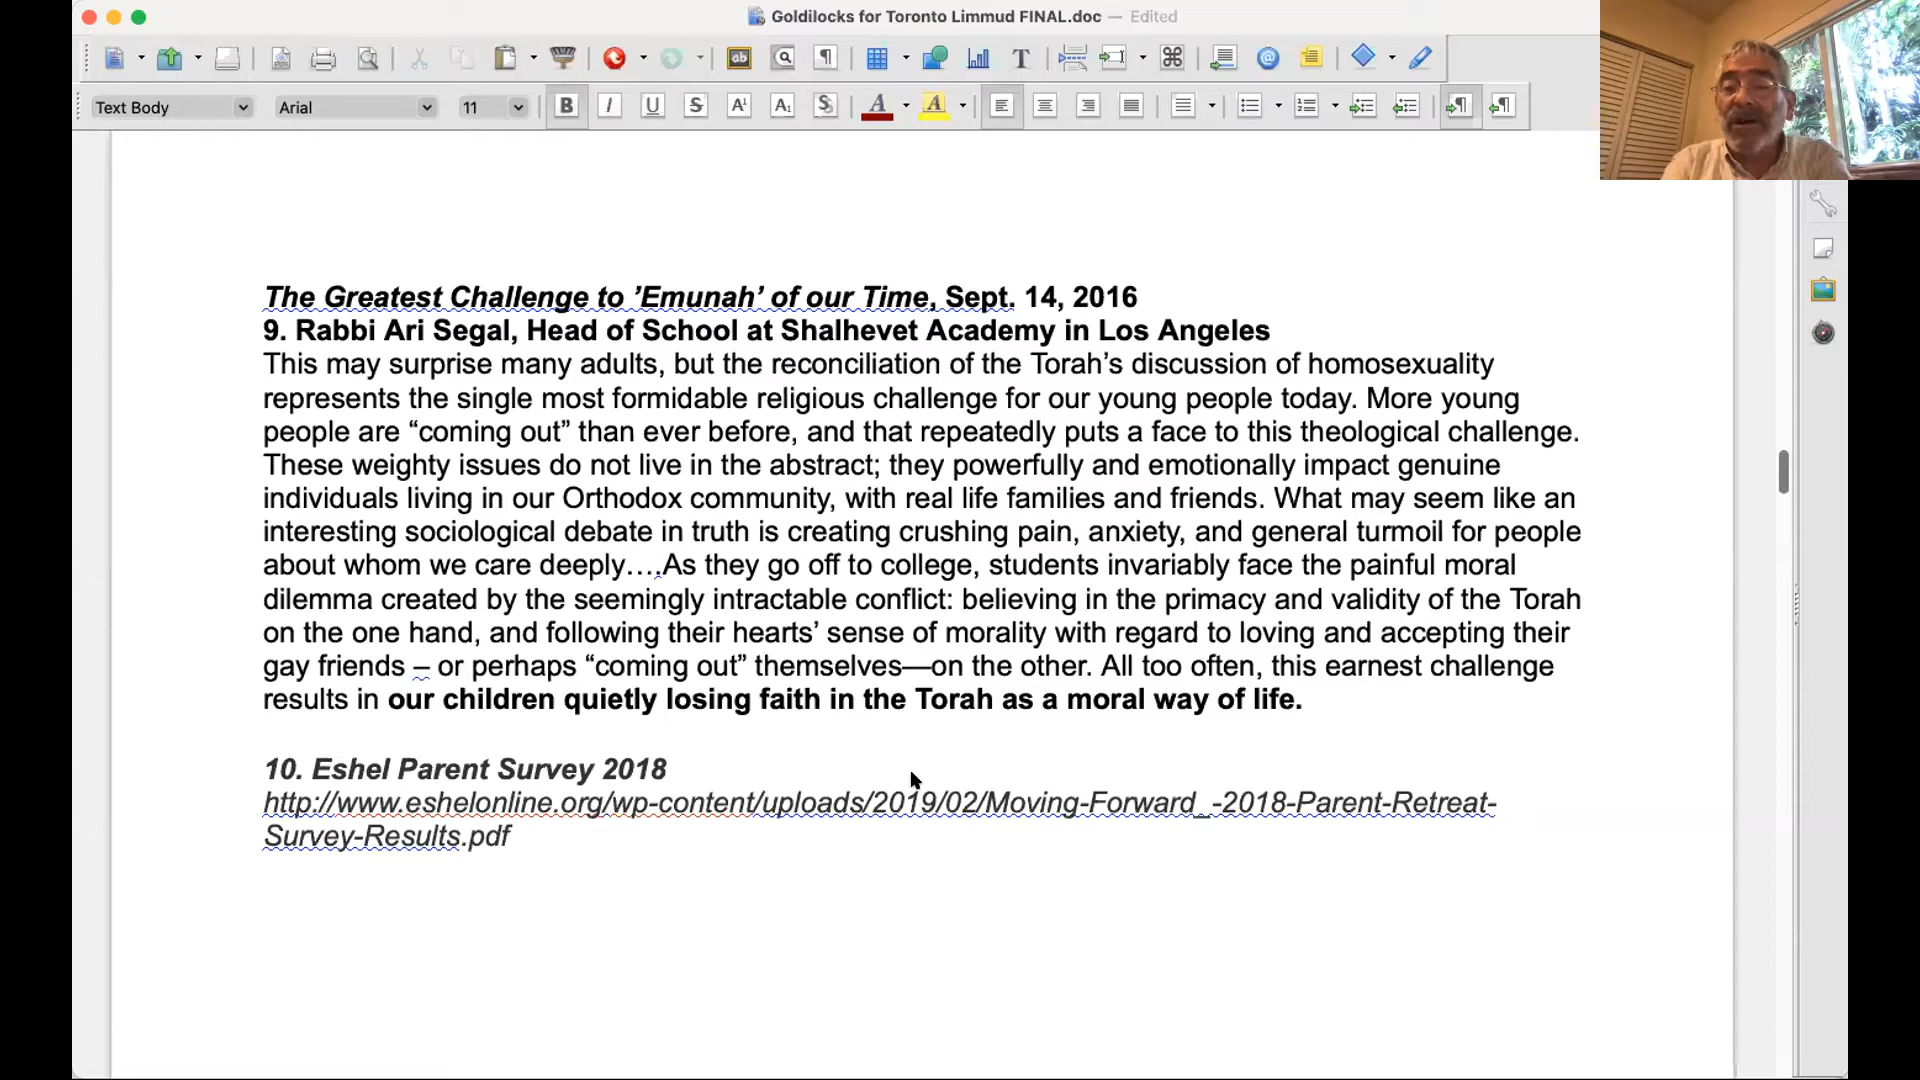 Goldilocks for Toronto Limmud FINAL.doc — Edited
Text Body
Arial
11
The Greatest Challenge to ’Emunah’ of our Time, Sept. 14, 2016
9. Rabbi Ari Segal, Head of School at Shalhevet Academy in Los Angeles
This may surprise many adults, but the reconciliation of the Torah’s discussion of homosexuality
represents the single most formidable religious challenge for our young people today. More young
people are “coming out” than ever before, and that repeatedly puts a face to this theological challenge.
These weighty issues do not live in the abstract; they powerfully and emotionally impact genuine
individuals living in our Orthodox community, with real life families and friends. What may seem like an
interesting sociological debate in truth is creating crushing pain, anxiety, and general turmoil for people
about whom we care deeply….As they go off to college, students invariably face the painful moral
dilemma created by the seemingly intractable conflict: believing in the primacy and validity of the Torah
on the one hand, and following their hearts’ sense of morality with regard to loving and accepting their
gay friends – or perhaps “coming out” themselves—on the other. All too often, this earnest challenge
results in our children quietly losing faith in the Torah as a moral way of life.
10. Eshel Parent Survey 2018
http://www.eshelonline.org/wp-content/uploads/2019/02/Moving-Forward_-2018-Parent-Retreat-
Survey-Results.pdf